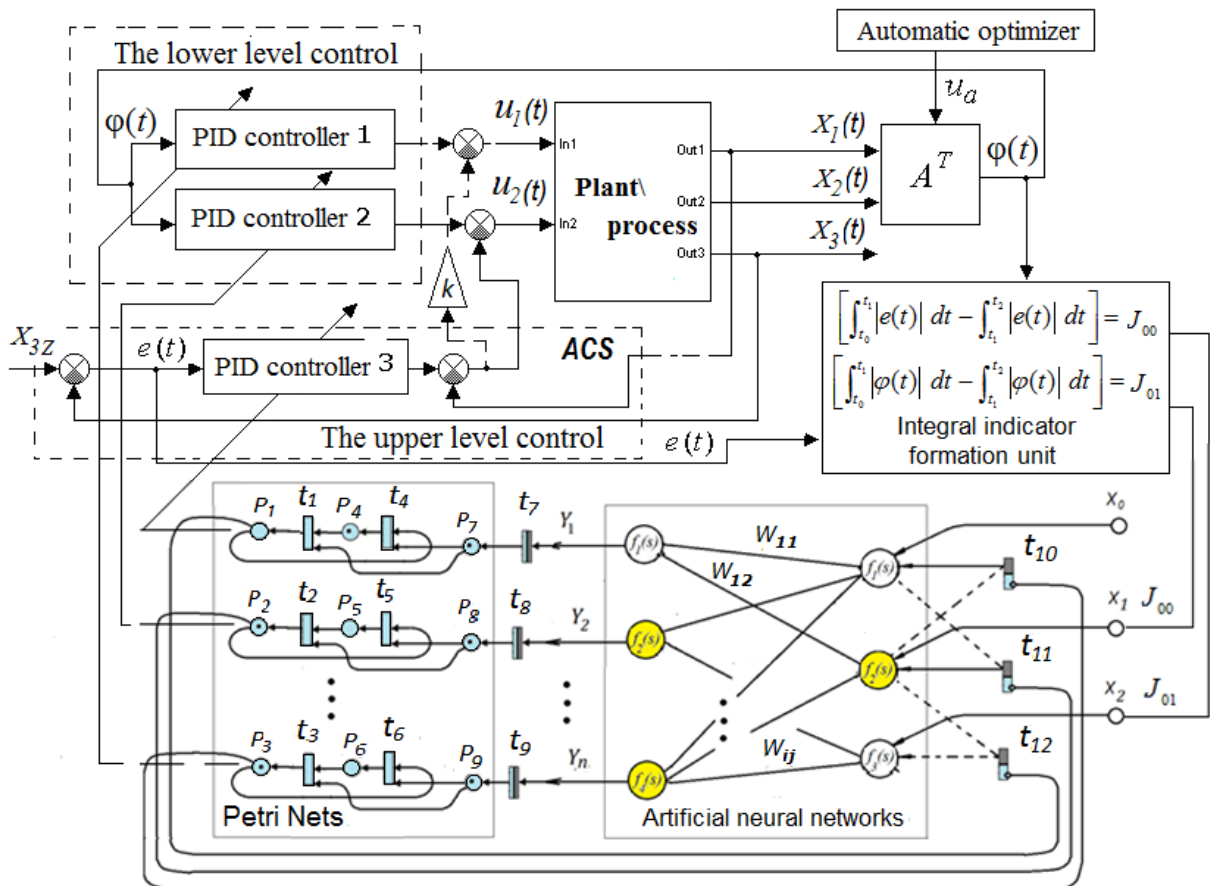 Automatic optimizer
The lower level control
u_a
φ(t)
PID controller 1
u_1(t)
In1
Out1
X_1(t)
A^T
φ(t)
PID controller 2
u_2(t)
In2
Plant\
process
Out2
X_2(t)
Out3
X_3(t)
k
[∫_{t_0}^{t_1}|e(t)| dt − ∫_{t_1}^{t_2}|e(t)| dt] = J_00
[∫_{t_0}^{t_1}|φ(t)| dt − ∫_{t_1}^{t_2}|φ(t)| dt] = J_01
Integral indicator
formation unit
X_3Z
e(t)
PID controller 3
ACS
The upper level control
e(t)
P_1
t_1
P_4
t_4
P_7
t_7
Y_1
f_1(s)
W_11
W_12
f_1(s)
x_0
t_10
P_2
t_2
P_5
t_5
P_8
t_8
Y_2
f_2(s)
f_2(s)
x_1 J_00
t_11
P_3
t_3
P_6
t_6
P_9
t_9
Y_n
W_ij
f_3(s)
x_2 J_01
t_12
Petri Nets
Artificial neural networks